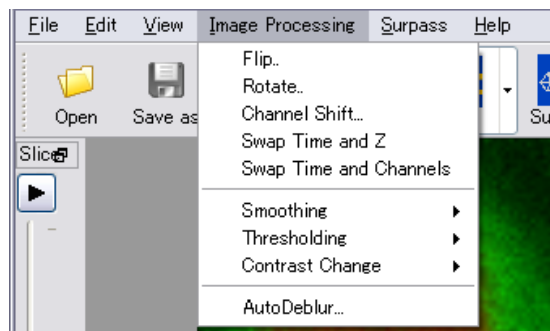 File Edit View Image Processing Surpass Help
Open Save as
Su
Slice
Flip..
Rotate..
Channel Shift...
Swap Time and Z
Swap Time and Channels
Smoothing
Thresholding
Contrast Change
AutoDeblur...